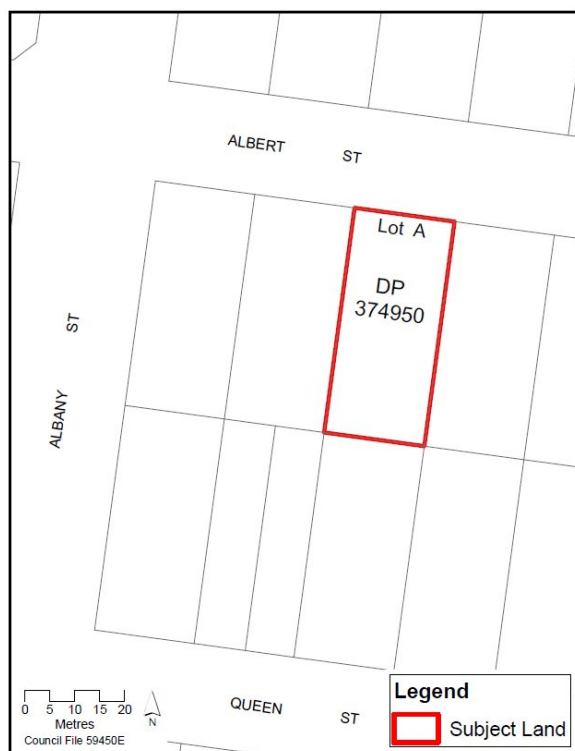 ALBERT ST
Lot A
DP
374950
ALBANY ST
QUEEN ST
0 5 10 15 20
Metres
N
Council File 59450E
Legend
Subject Land